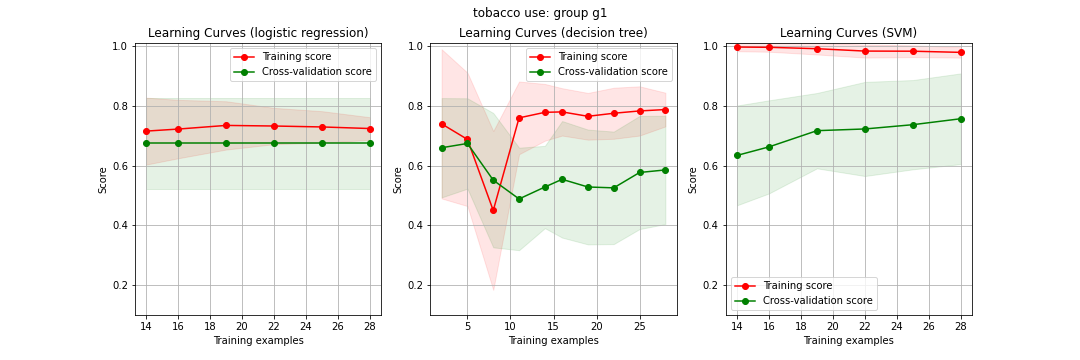 tobacco use: group g1
Learning Curves (logistic regression)
Training score
Cross-validation score
1.0
0.8
0.6
0.4
0.2
Score
14 16 18 20 22 24 26 28
Training examples
Learning Curves (decision tree)
Training score
Cross-validation score
1.0
0.8
0.6
0.4
0.2
Score
5 10 15 20 25
Training examples
Learning Curves (SVM)
1.0
0.8
0.6
0.4
0.2
Score
Training score
Cross-validation score
14 16 18 20 22 24 26 28
Training examples